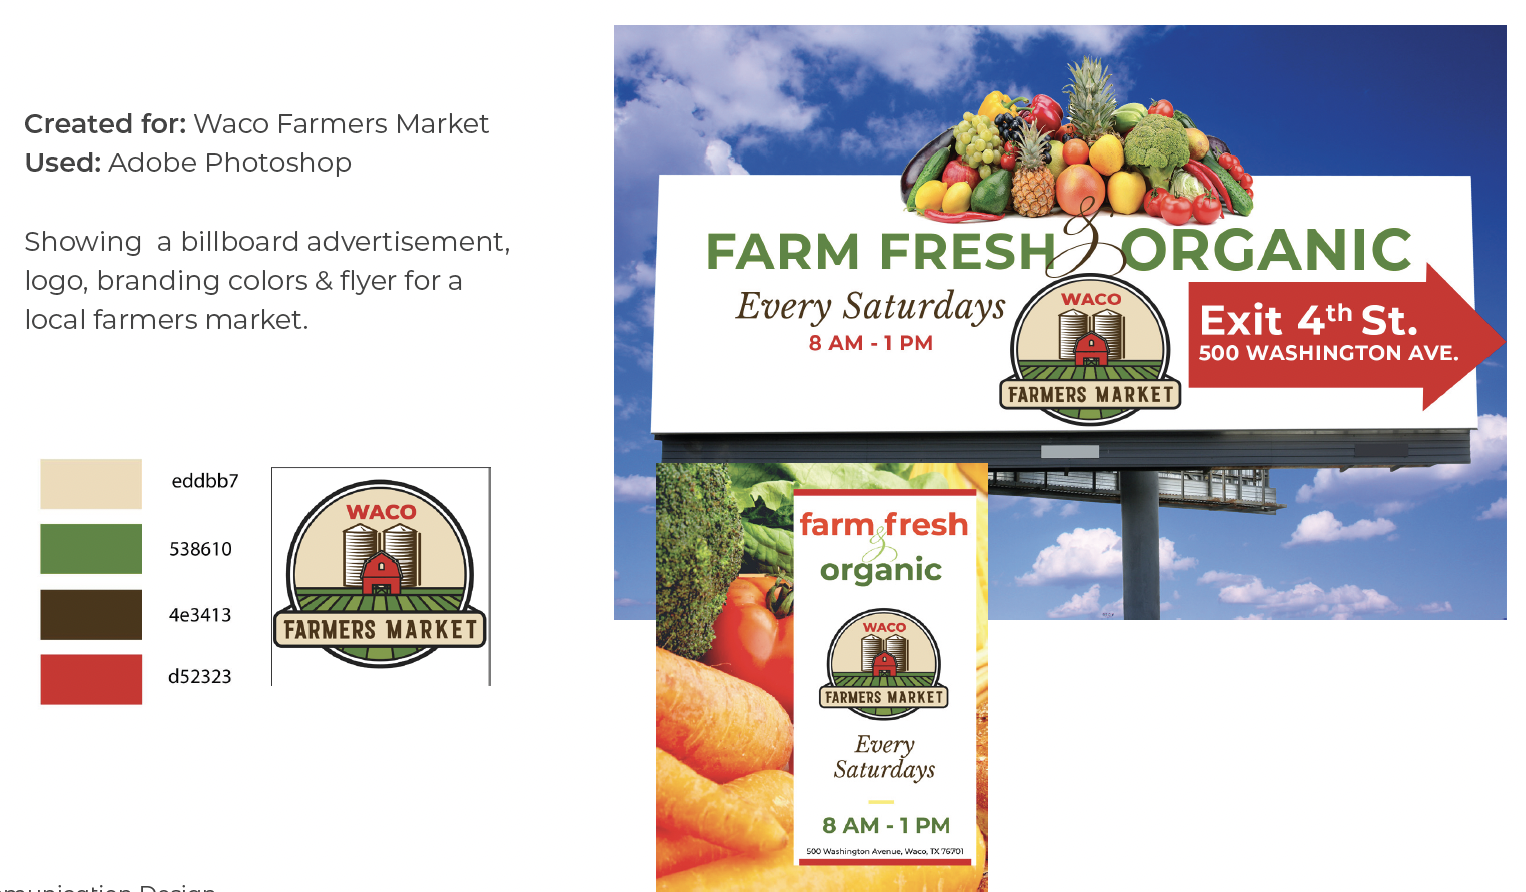 Created for: Waco Farmers Market
Used: Adobe Photoshop
Showing a billboard advertisement,
logo, branding colors & flyer for a
local farmers market.
eddbb7
538610
4e3413
d52323
WACO
FARMERS MARKET
FARM FRESH & ORGANIC
Every Saturdays
8 AM - 1 PM
WACO
FARMERS MARKET
Exit 4th St.
500 WASHINGTON AVE.
farm fresh
&
organic
WACO
FARMERS MARKET
Every
Saturdays
8 AM - 1 PM
500 Washington Avenue, Waco, TX 76701
Design